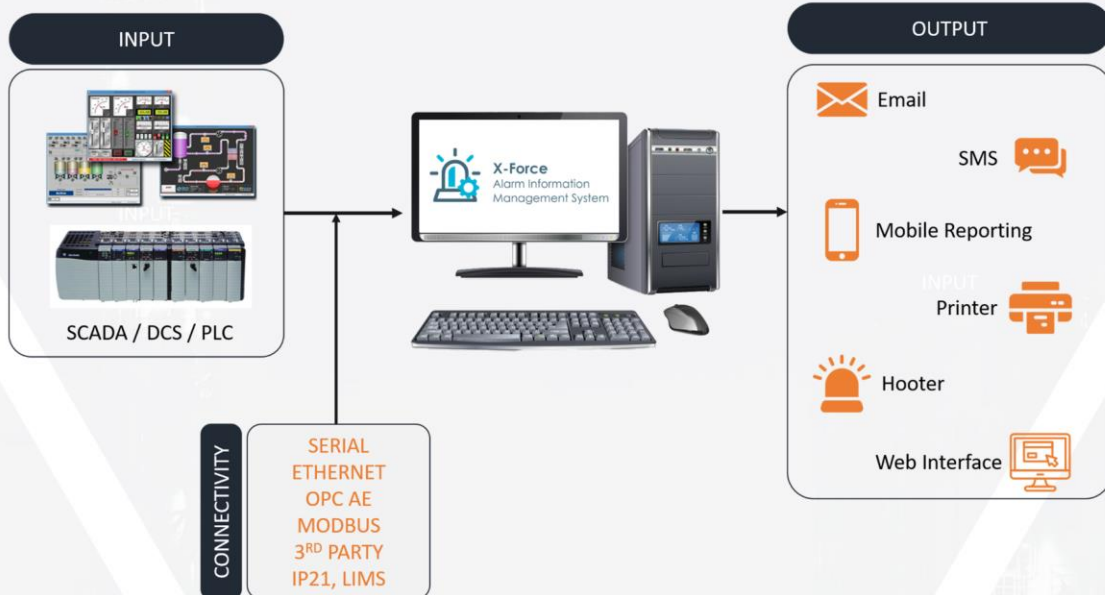 INPUT
INPUT
SCADA / DCS / PLC
CONNECTIVITY
SERIAL
ETHERNET
OPC AE
MODBUS
3RD PARTY
IP21, LIMS
X-Force
Alarm Information
Management System
OUTPUT
Email
SMS
Mobile Reporting
INPUT
Printer
Hooter
Web Interface